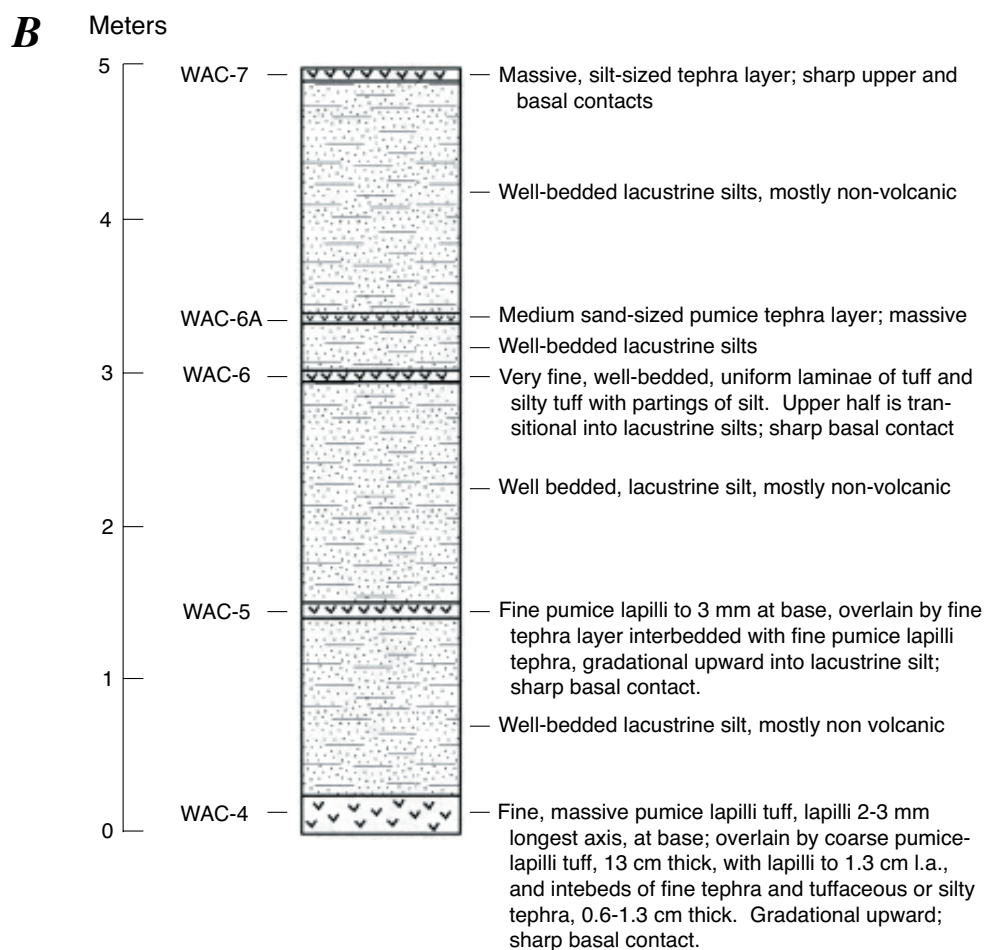 B
Meters
5
WAC-7
Massive, silt-sized tephra layer; sharp upper and
basal contacts
Well-bedded lacustrine silts, mostly non-volcanic
4
WAC-6A
Medium sand-sized pumice tephra layer; massive
Well-bedded lacustrine silts
3
WAC-6
Very fine, well-bedded, uniform laminae of tuff and
silty tuff with partings of silt. Upper half is tran-
sitional into lacustrine silts; sharp basal contact
Well bedded, lacustrine silt, mostly non-volcanic
2
WAC-5
Fine pumice lapilli to 3 mm at base, overlain by fine
tephra layer interbedded with fine pumice lapilli
tephra, gradational upward into lacustrine silt;
sharp basal contact.
1
Well-bedded lacustrine silt, mostly non volcanic
WAC-4
0
Fine, massive pumice lapilli tuff, lapilli 2-3 mm
longest axis, at base; overlain by coarse pumice-
lapilli tuff, 13 cm thick, with lapilli to 1.3 cm l.a.,
and intebeds of fine tephra and tuffaceous or silty
tephra, 0.6-1.3 cm thick. Gradational upward;
sharp basal contact.